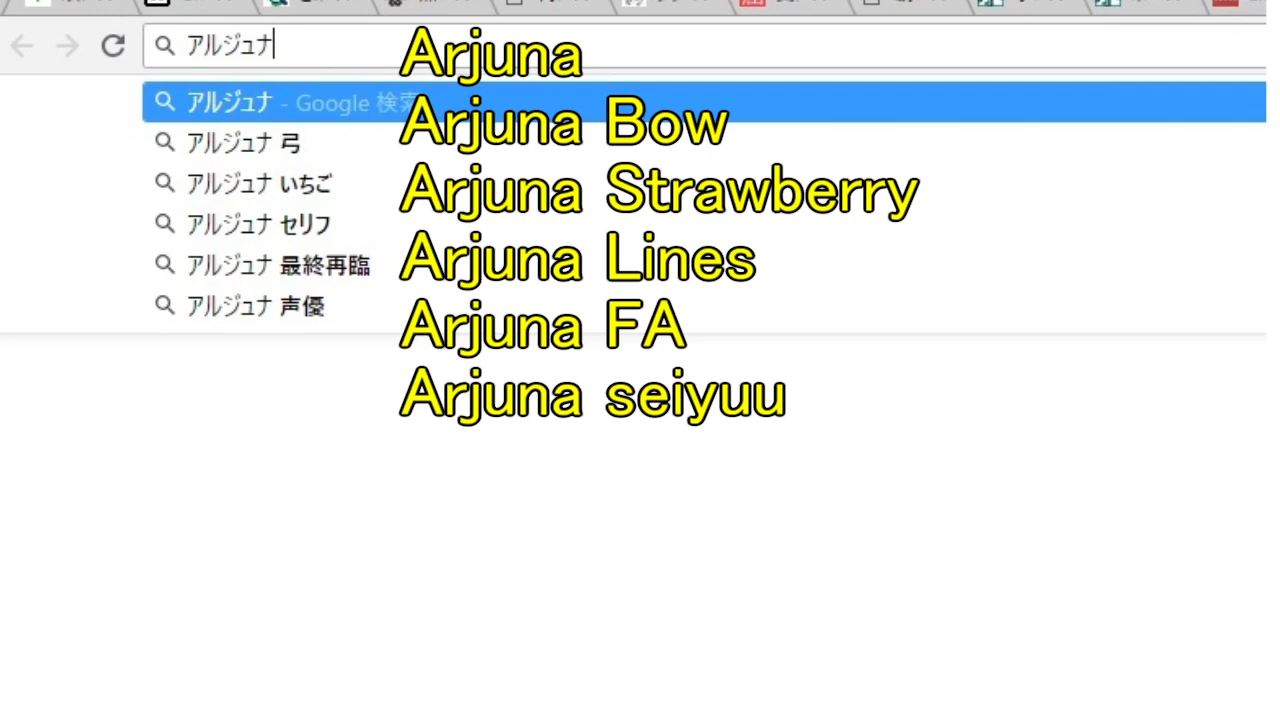 アルジュナ
アルジュナ - Google 検索
アルジュナ 弓
アルジュナ いちご
アルジュナ セリフ
アルジュナ 最終再臨
アルジュナ 声優
Arjuna
Arjuna Bow
Arjuna Strawberry
Arjuna Lines
Arjuna FA
Arjuna seiyuu